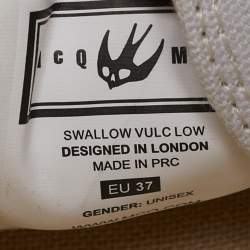 CQ M
SWALLOW VULC LOW
DESIGNED IN LONDON
MADE IN PRC
EU 37
GENDER: UNISEX